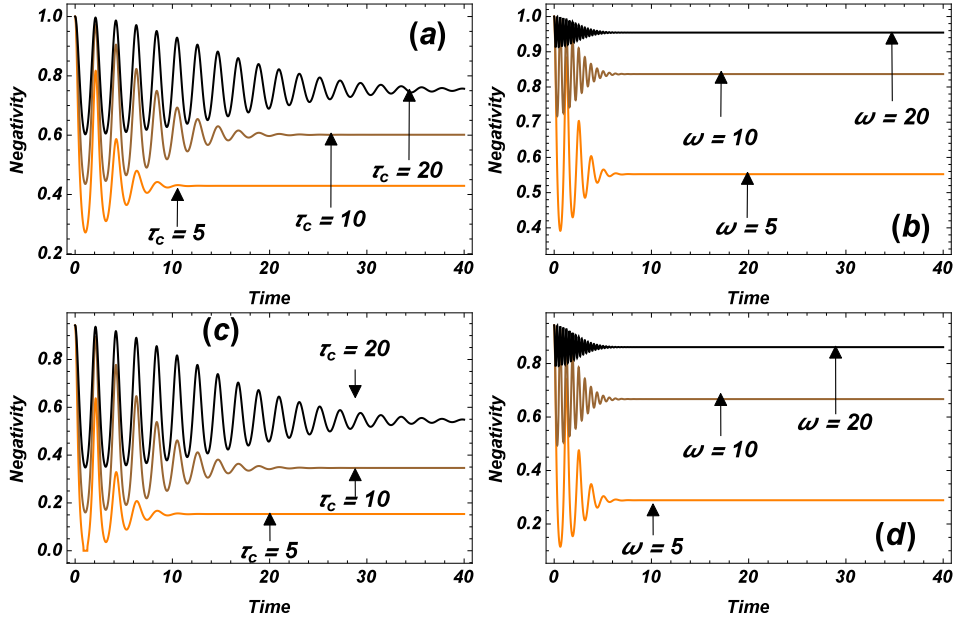 (a)
Negativity
1.0
0.8
0.6
0.4
0.2
τc = 20
τc = 10
τc = 5
0 10 20 30 40
Time
(b)
Negativity
1.0
0.9
0.8
0.7
0.6
0.5
0.4
ω = 20
ω = 10
ω = 5
0 10 20 30 40
Time
(c)
Negativity
0.8
0.6
0.4
0.2
0.0
τc = 20
τc = 10
τc = 5
0 10 20 30 40
Time
(d)
Negativity
0.8
0.6
0.4
0.2
ω = 20
ω = 10
ω = 5
0 10 20 30 40
Time